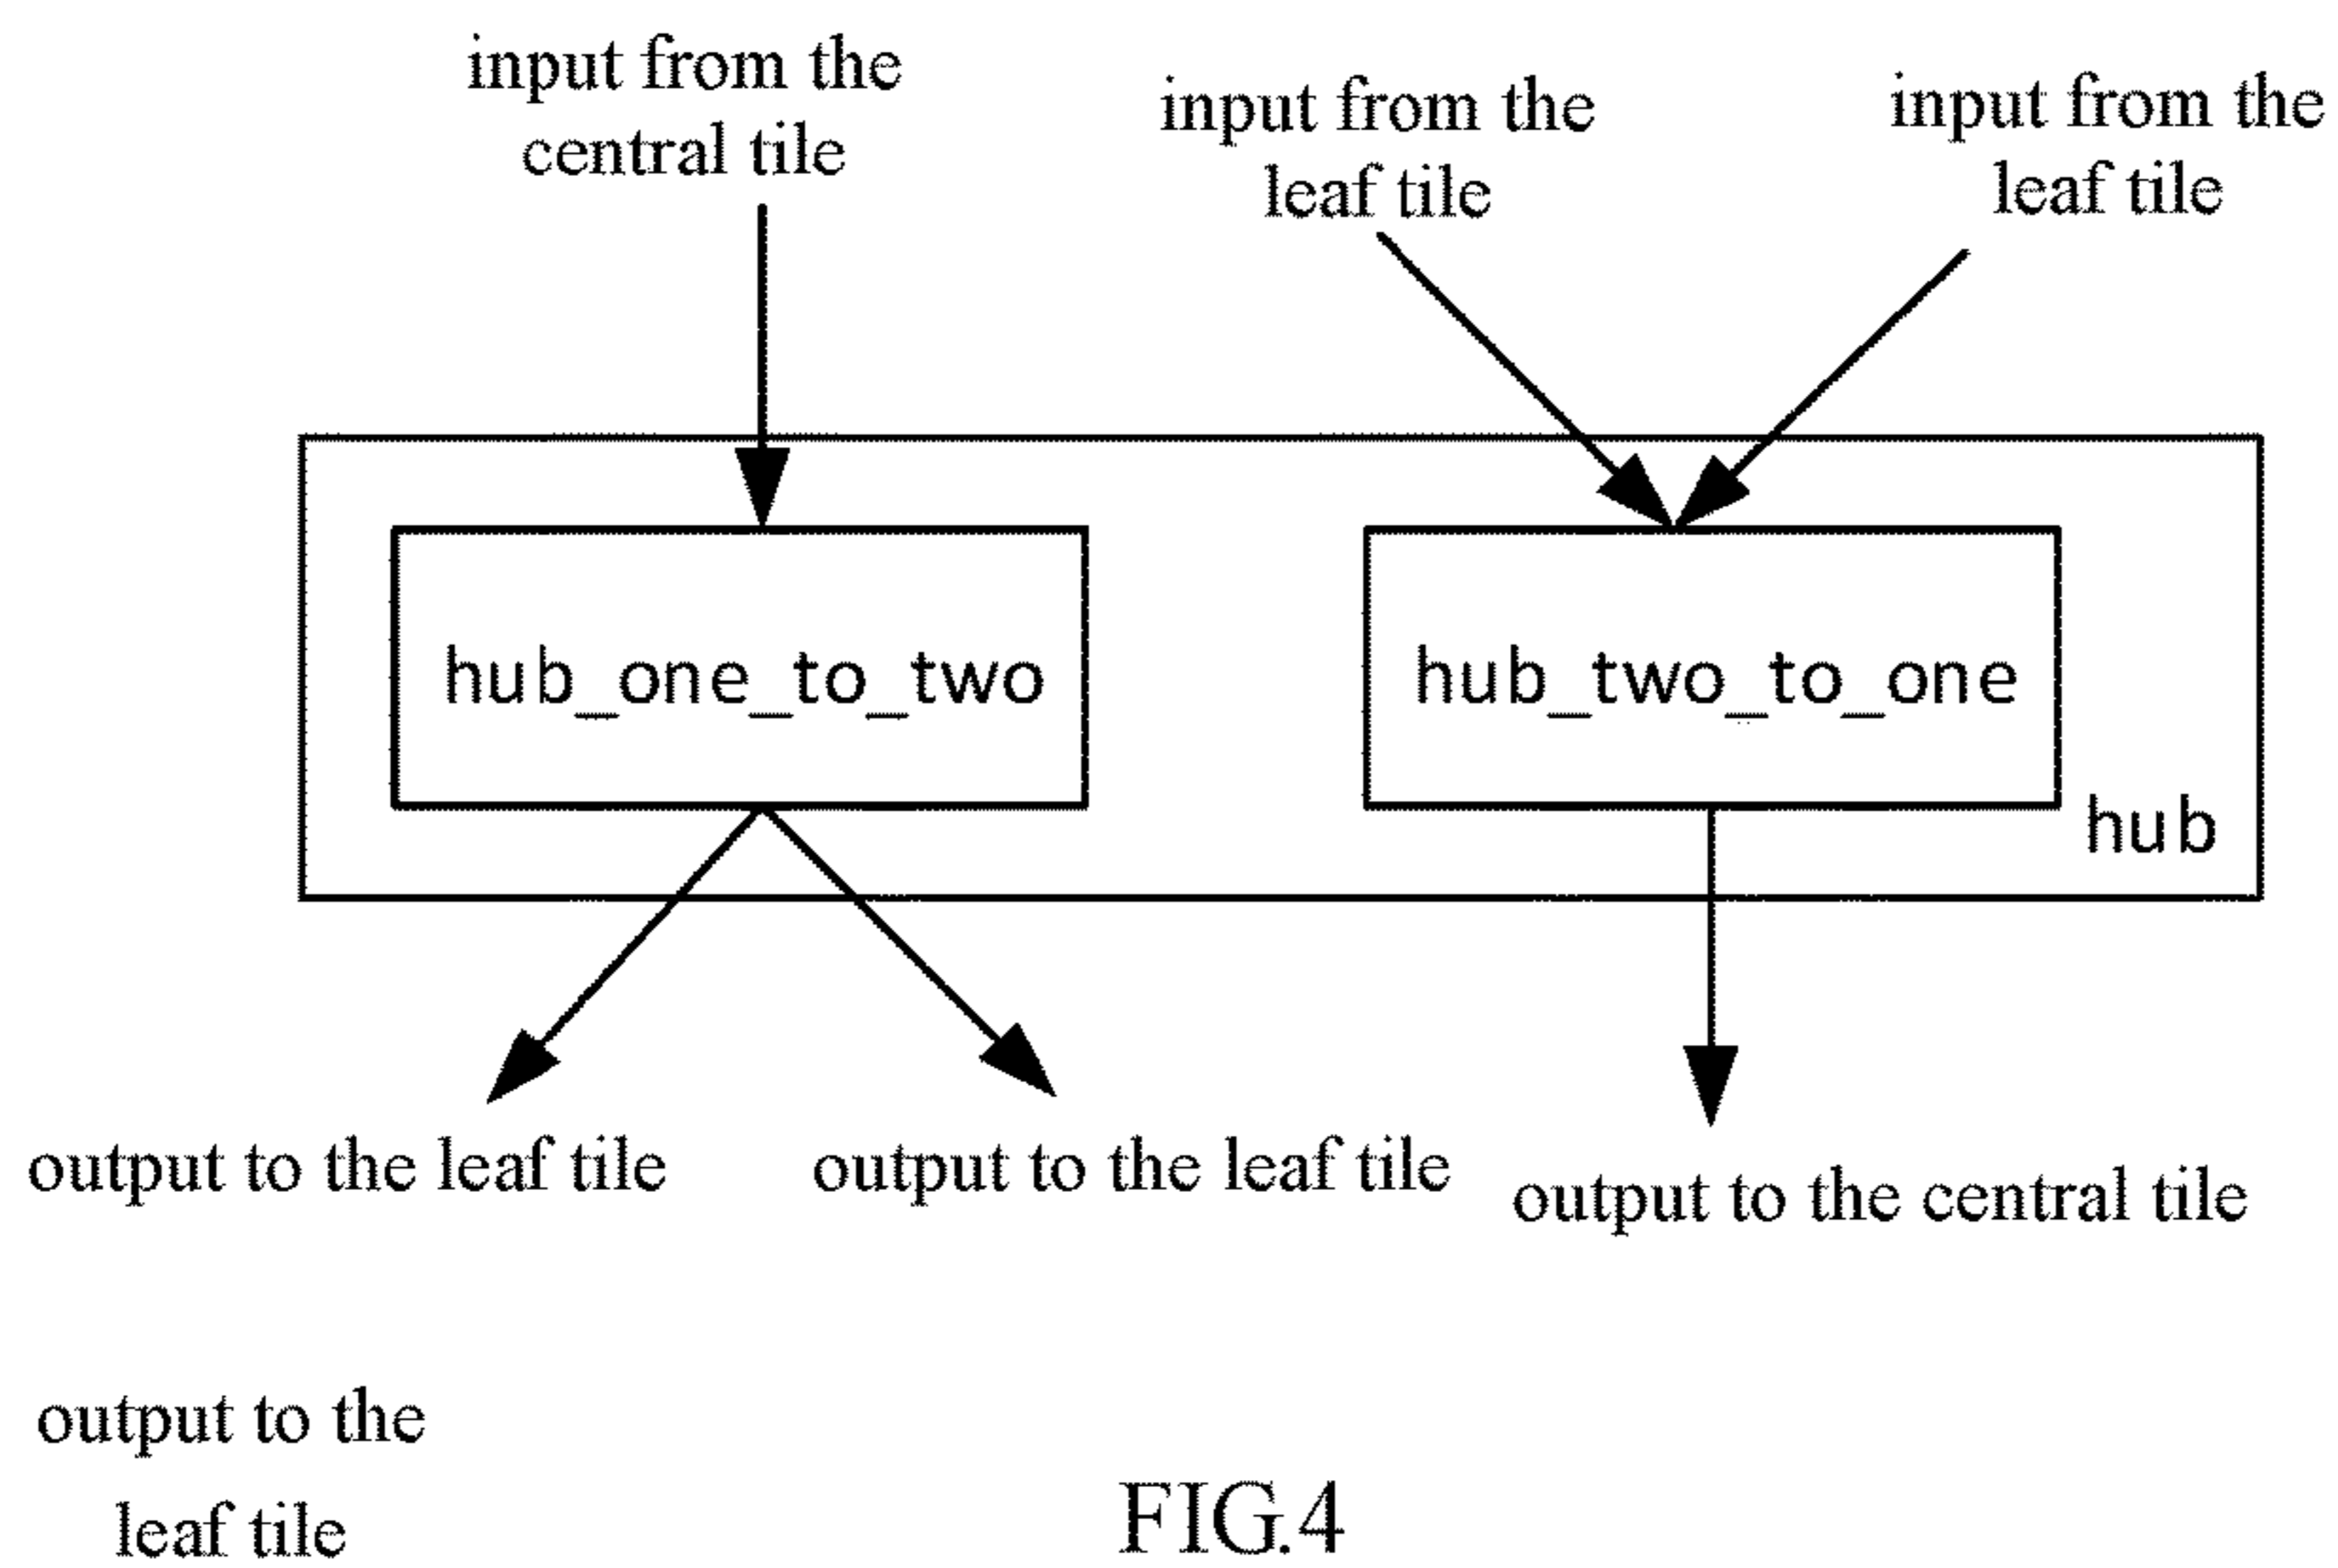 input from the
central tile
input from the
leaf tile
input from the
leaf tile
hub_one_to_two
hub_two_to_one
hub
output to the leaf tile
output to the leaf tile
output to the central tile
output to the
leaf tile
FIG.4